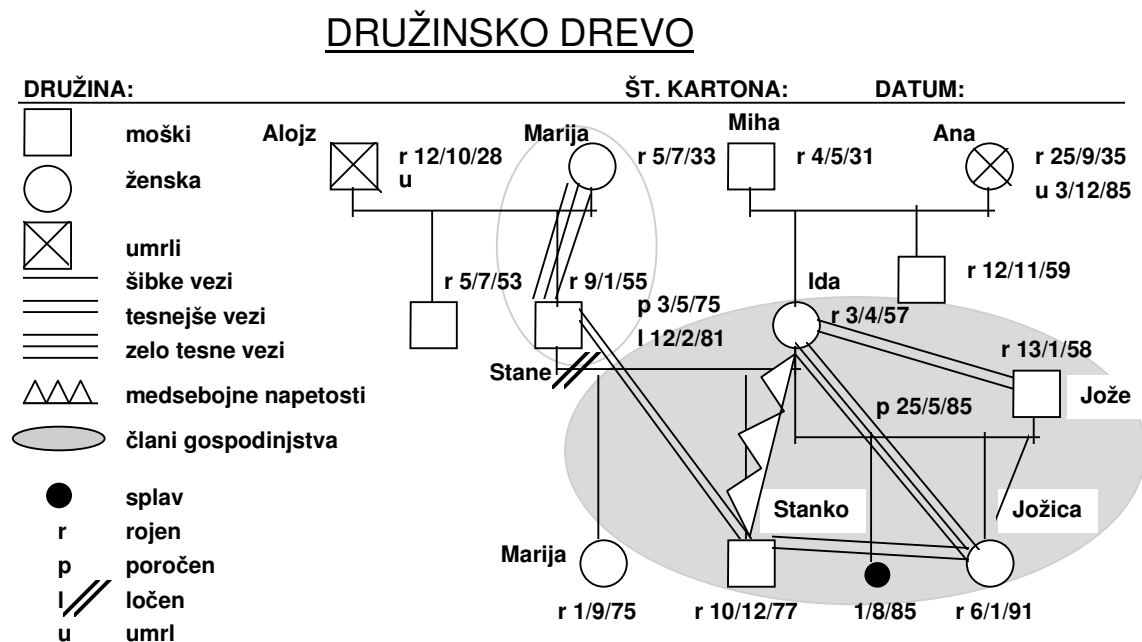 DRUŽINSKO DREVO
DRUŽINA: ŠT. KARTONA: DATUM:
moški
ženska
umrli
šibke vezi
tesnejše vezi
zelo tesne vezi
medsebojne napetosti
člani gospodinjstva
splav
r rojen
p poročen
l ločen
u umrl
Alojz
r 12/10/28
u
Marija
r 5/7/33
Miha
r 4/5/31
Ana
r 25/9/35
u 3/12/85
r 5/7/53
r 9/1/55
Stane
p 3/5/75
l 12/2/81
Ida
r 3/4/57
r 12/11/59
r 13/1/58
Jože
p 25/5/85
Marija
r 1/9/75
Stanko
r 10/12/77
1/8/85
Jožica
r 6/1/91